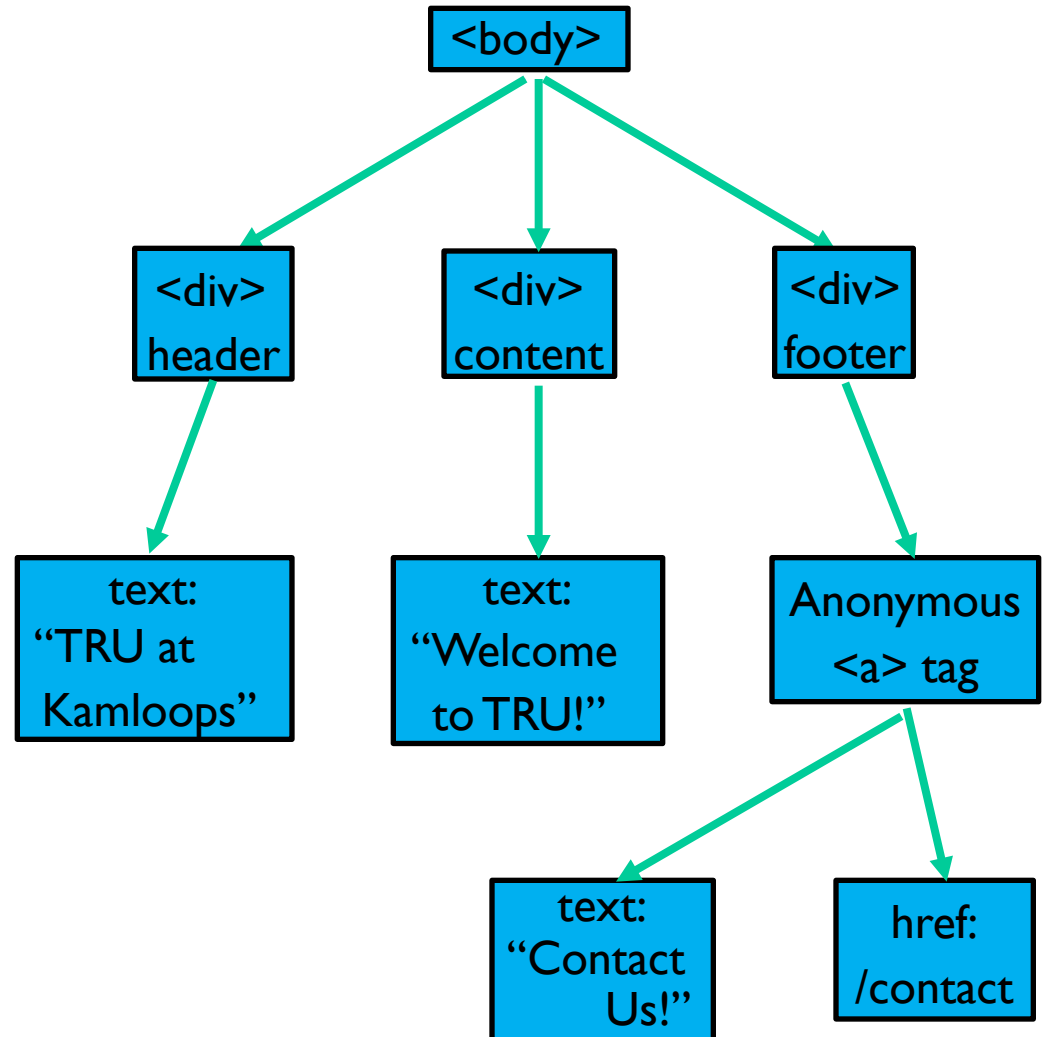 <body>
<div>
header
<div>
content
<div>
footer
text:
“TRU at
Kamloops”
text:
“Welcome
to TRU!”
Anonymous
<a> tag
text:
“Contact
Us!”
href:
/contact